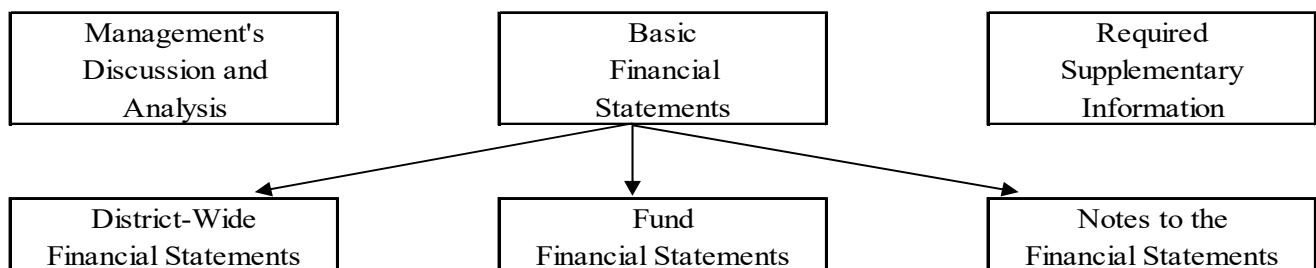 Management's
Discussion and
Analysis
Basic
Financial
Statements
Required
Supplementary
Information
District-Wide
Financial Statements
Fund
Financial Statements
Notes to the
Financial Statements